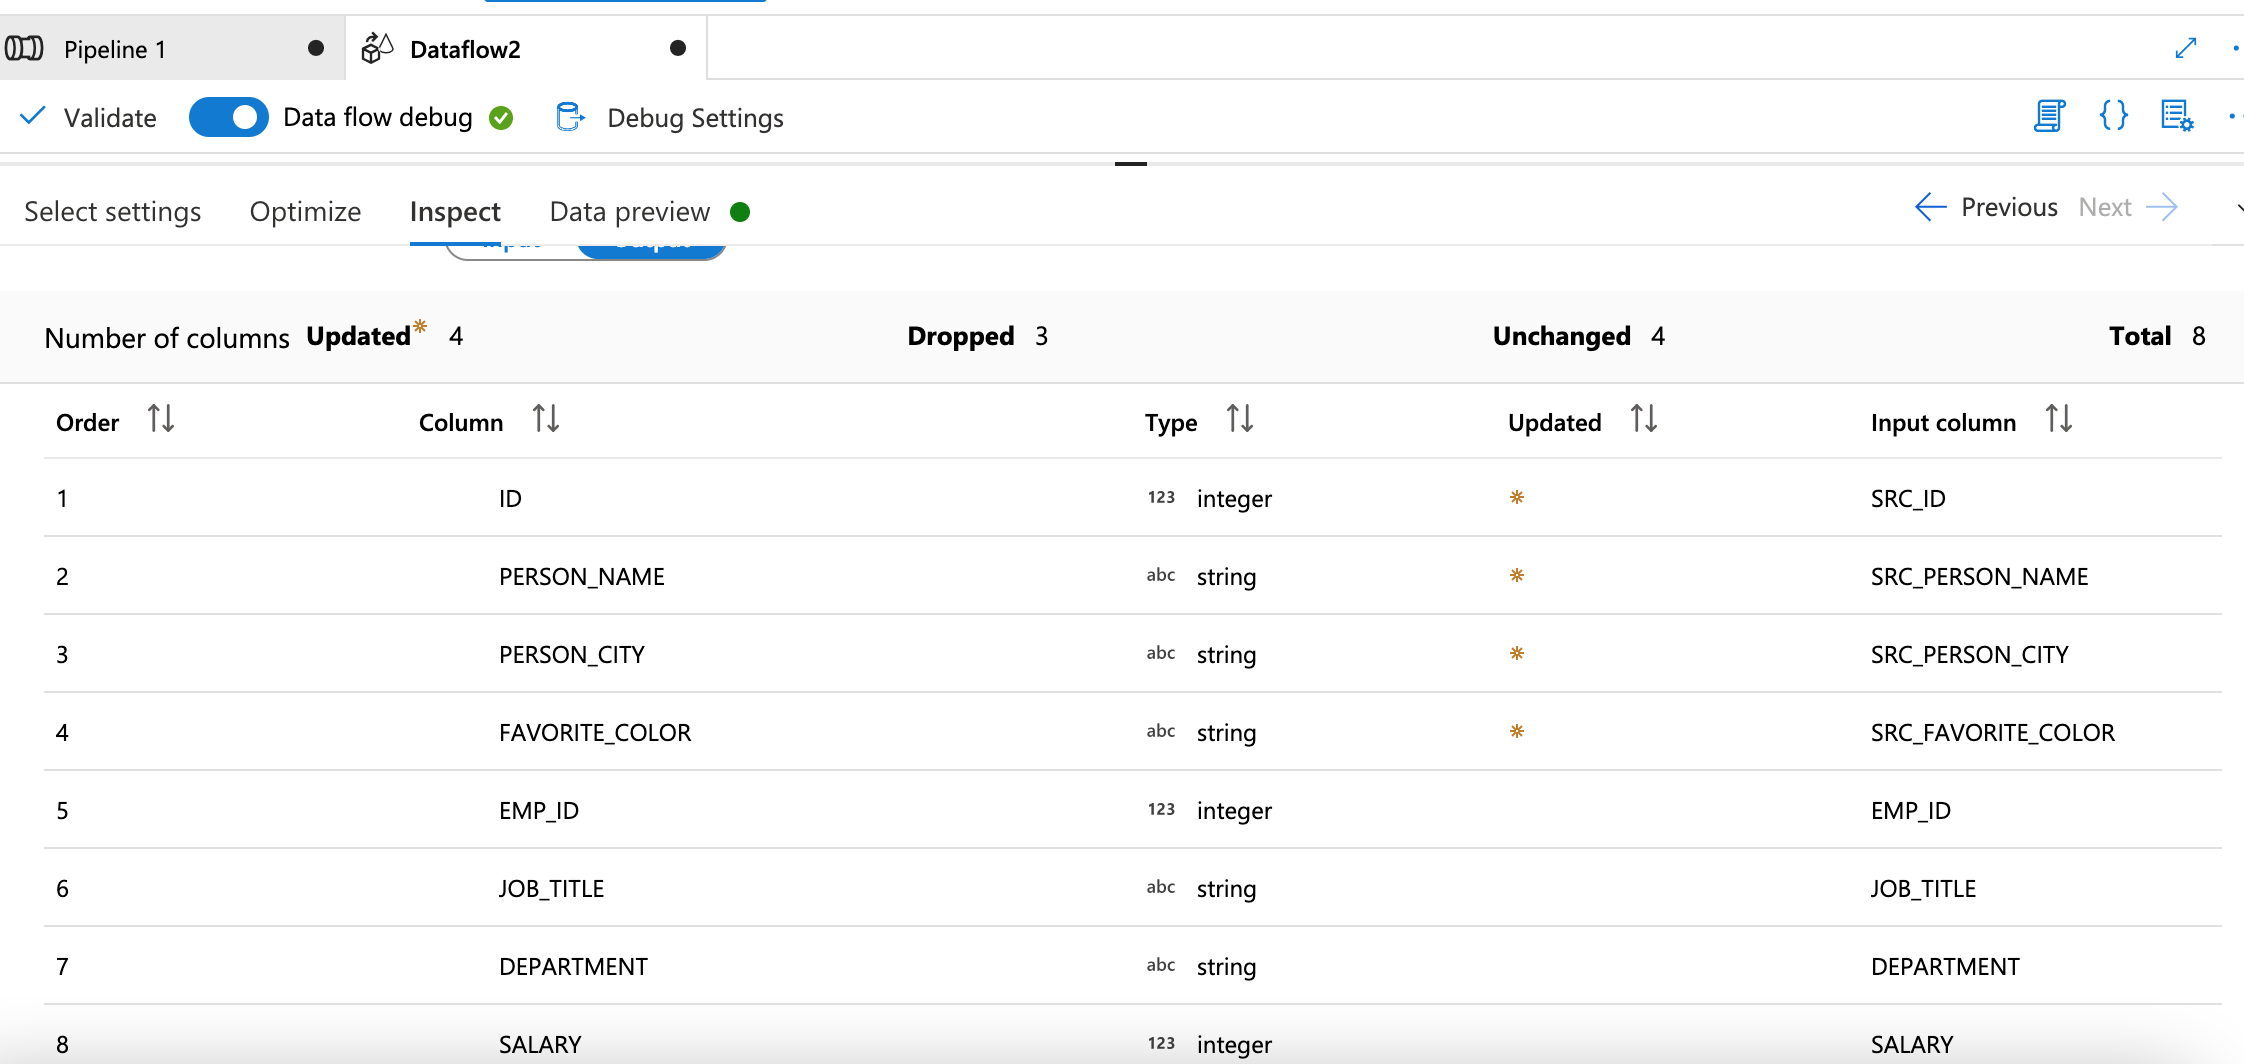 Pipeline 1
Dataflow2
Validate Data flow debug Debug Settings
Select settings Optimize Inspect Data preview Previous Next
Input Output
Number of columns Updated* 4 Dropped 3 Unchanged 4 Total 8
Order Column Type Updated Input column
1 ID 123 integer * SRC_ID
2 PERSON_NAME abc string * SRC_PERSON_NAME
3 PERSON_CITY abc string * SRC_PERSON_CITY
4 FAVORITE_COLOR abc string * SRC_FAVORITE_COLOR
5 EMP_ID 123 integer EMP_ID
6 JOB_TITLE abc string JOB_TITLE
7 DEPARTMENT abc string DEPARTMENT
8 SALARY 123 integer SALARY